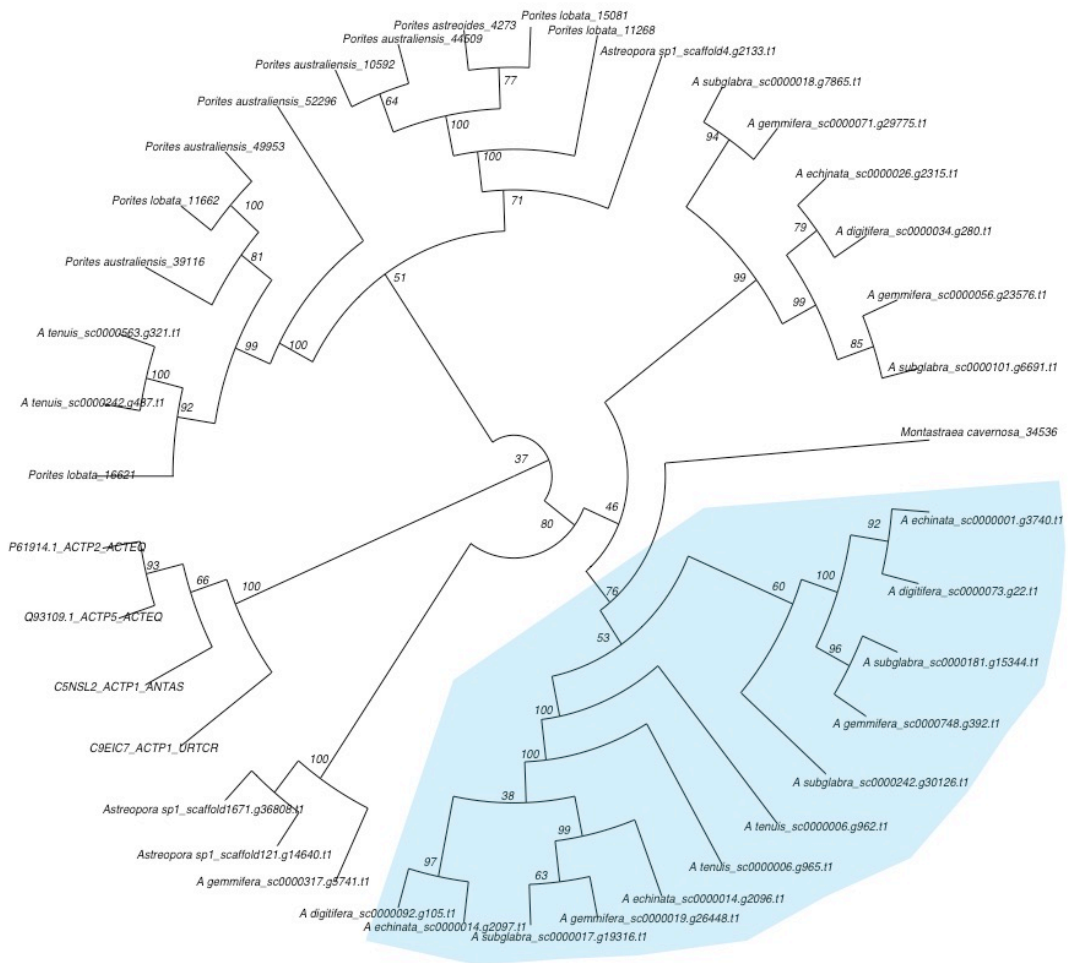 Porites lobata_15081
Porites astreoides_4273
Porites lobata_11268
Porites australiensis_44509
Astreopora sp1_scaffold4.g2133.t1
Porites australiensis_10592
77
A subglabra_sc0000018.g7865.t1
64
Porites australiensis_52296
100
A gemmifera_sc0000071.g29775.t1
94
Porites australiensis_49953
100
A echinata_sc0000026.g2315.t1
Porites lobata_11662
100
71
79
A digitifera_sc0000034.g280.t1
Porites australiensis_39116
81
51
99
A gemmifera_sc0000056.g23576.t1
99
A tenuis_sc0000563.g321.t1
99
100
85
A subglabra_sc0000101.g6691.t1
100
A tenuis_sc0000242.g487.t1
92
Montastraea cavernosa_34536
37
Porites lobata_16621
46
80
A echinata_sc0000001.g3740.t1
92
P61914.1_ACTP2_ACTEQ
93
66
100
76
60
100
A digitifera_sc0000073.g22.t1
Q93109.1_ACTP5_ACTEQ
53
96
A subglabra_sc0000181.g15344.t1
C5NSL2_ACTP1_ANTAS
100
A gemmifera_sc0000748.g392.t1
C9EIC7_ACTP1_URTCR
100
100
A subglabra_sc0000242.g30126.t1
Astreopora sp1_scaffold1671.g36808.t1
38
A tenuis_sc0000006.g962.t1
99
Astreopora sp1_scaffold121.g14640.t1
97
A tenuis_sc0000006.g965.t1
63
A gemmifera_sc0000317.g5741.t1
A echinata_sc0000014.g2096.t1
A digitifera_sc0000092.g105.t1
A gemmifera_sc0000019.g26448.t1
A echinata_sc0000014.g2097.t1
A subglabra_sc0000017.g19316.t1